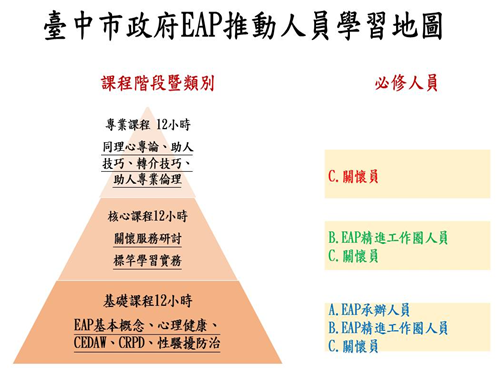 臺中市政府EAP推動人員學習地圖
課程階段暨類別
必修人員
專業課程 12小時
同理心專論、助人
技巧、轉介技巧、
助人專業倫理
C.關懷員
核心課程12小時
關懷服務研討
標竿學習實務
B.EAP精進工作圈人員
C.關懷員
基礎課程12小時
EAP基本概念、心理健康、
CEDAW、CRPD、性騷擾防治
A.EAP承辦人員
B.EAP精進工作圈人員
C.關懷員